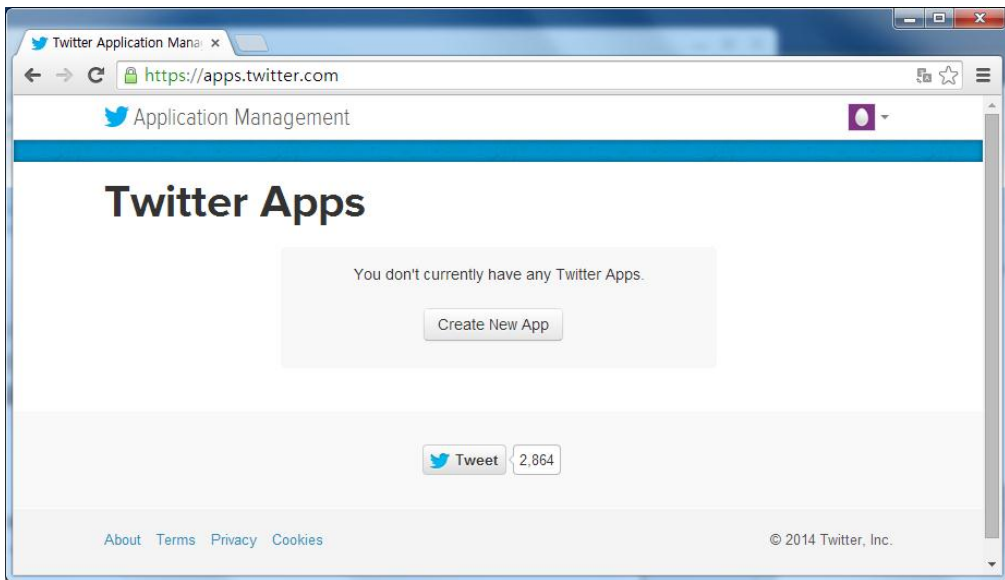 Twitter Application Mana
https://apps.twitter.com
Application Management
Twitter Apps
You don't currently have any Twitter Apps.
Create New App
Tweet 2,864
About Terms Privacy Cookies © 2014 Twitter, Inc.